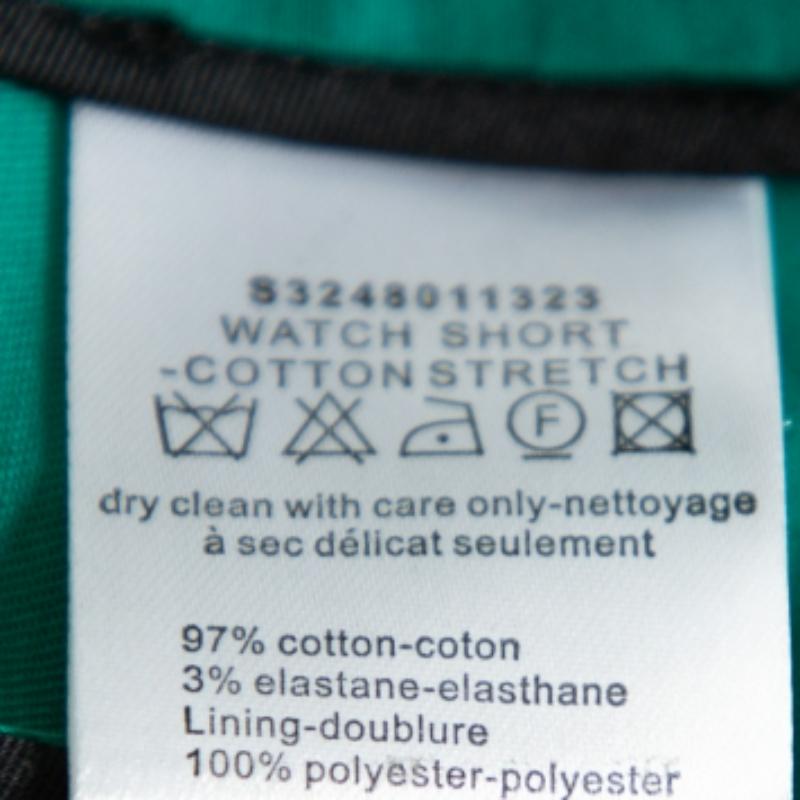 S3248011323
WATCH SHORT
-COTTON STRETCH
F
dry clean with care only-nettoyage
à sec délicat seulement
97% cotton-coton
3% elastane-elasthane
Lining-doublure
100% polyester-polyester